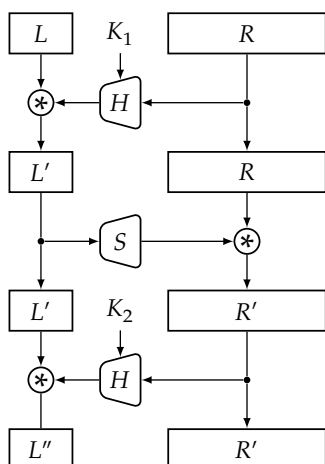 L K₁ R
* H
L′ R
S *
L′ K₂ R′
* H
L″ R′